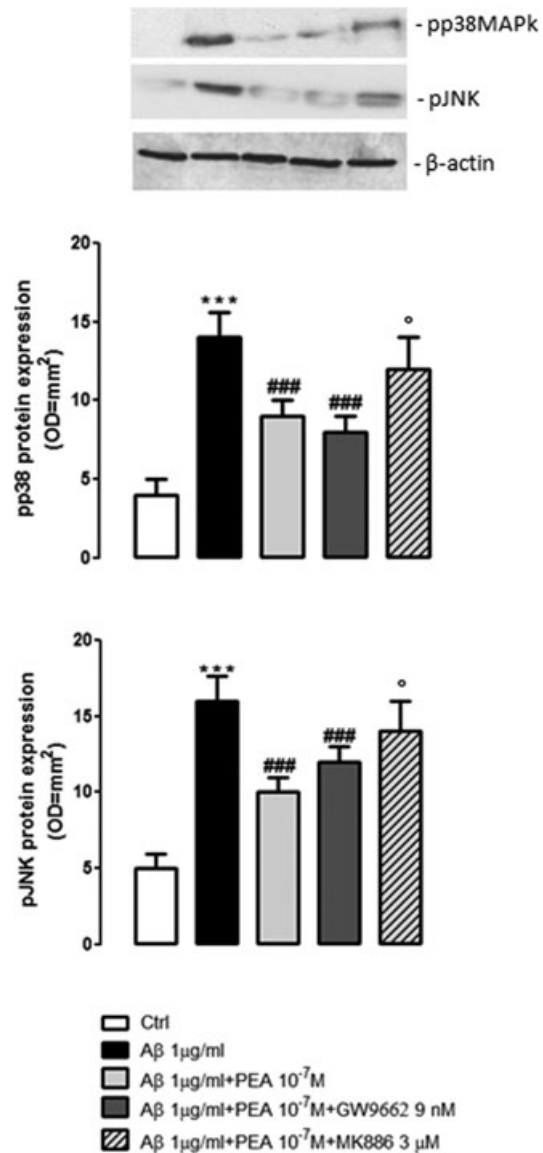 - pp38MAPk
- pJNK
- β-actin
pp38 protein expression
(OD=mm²)
20
15
10
5
0
***
###
###
°
pJNK protein expression
(OD=mm²)
20
15
10
5
0
***
###
###
°
Ctrl
Aβ 1μg/ml
Aβ 1μg/ml+PEA 10⁻⁷M
Aβ 1μg/ml+PEA 10⁻⁷M+GW9662 9 nM
Aβ 1μg/ml+PEA 10⁻⁷M+MK886 3 μM